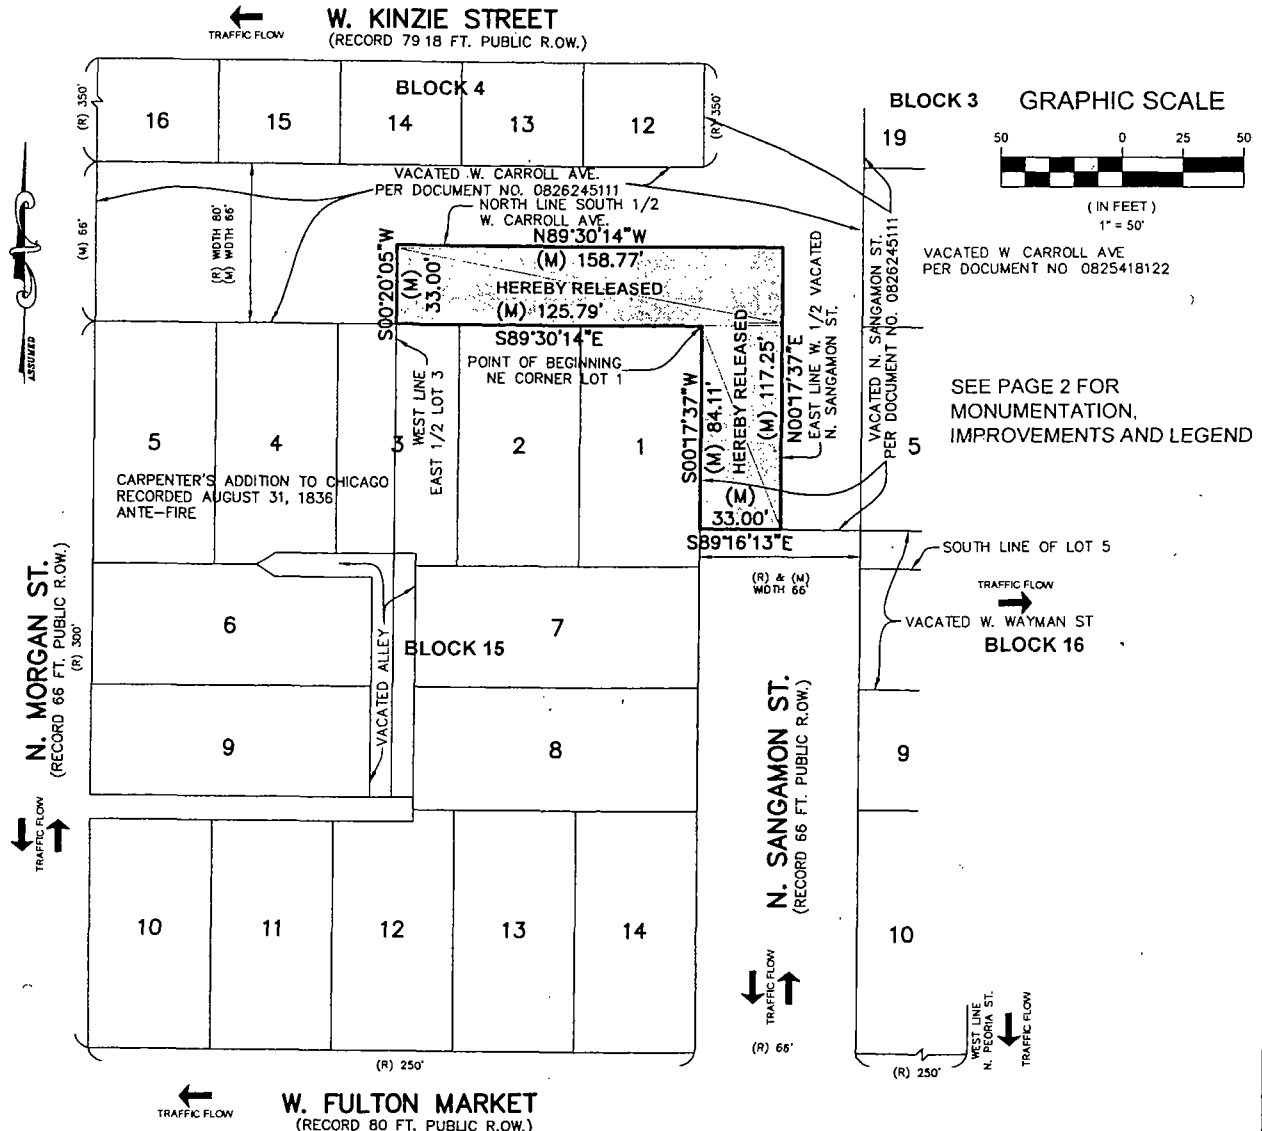 W. KINZIE STREET
(RECORD 79 18 FT. PUBLIC R.O.W.)
TRAFFIC FLOW
BLOCK 4
16
15
14
13
12
(R) 350'
(R) 350'
BLOCK 3
19
GRAPHIC SCALE
50
0
25
50
( IN FEET )
1" = 50'
VACATED W CARROLL AVE
PER DOCUMENT NO 0825418122
VACATED W. CARROLL AVE.
PER DOCUMENT NO. 0826245111
NORTH LINE SOUTH 1/2
W. CARROLL AVE.
(M) 66'
(R) WIDTH 80'
(M) WIDTH 66'
ASSUMED
N89°30'14"W
(M) 158.77'
HEREBY RELEASED
(M) 125.79'
S89°30'14"E
S00°20'05"W
(M)
33.00'
POINT OF BEGINNING
NE CORNER LOT 1
WEST LINE
EAST 1/2 LOT 3
S00°17'37"W
(M) 84.11'
HEREBY RELEASED
(M) 117.25'
N00°17'37"E
EAST LINE W. 1/2 VACATED
N. SANGAMON ST.
VACATED N. SANGAMON ST.
PER DOCUMENT NO. 0826245111
(M)
33.00'
S89°16'13"E
SEE PAGE 2 FOR
MONUMENTATION,
IMPROVEMENTS AND LEGEND
5
4
3
2
1
5
CARPENTER'S ADDITION TO CHICAGO
RECORDED AUGUST 31, 1836
ANTE-FIRE
(R) & (M)
WIDTH 66'
SOUTH LINE OF LOT 5
TRAFFIC FLOW
VACATED W. WAYMAN ST
BLOCK 16
6
7
BLOCK 15
VACATED ALLEY
9
8
9
N. MORGAN ST.
(RECORD 66 FT. PUBLIC R.O.W.)
(R) 300'
TRAFFIC FLOW
N. SANGAMON ST.
(RECORD 66 FT. PUBLIC R.O.W.)
TRAFFIC FLOW
10
11
12
13
14
10
(R) 66'
WEST LINE
N. PEORIA ST.
TRAFFIC FLOW
(R) 250'
(R) 250'
TRAFFIC FLOW
W. FULTON MARKET
(RECORD 80 FT. PUBLIC R.O.W.)